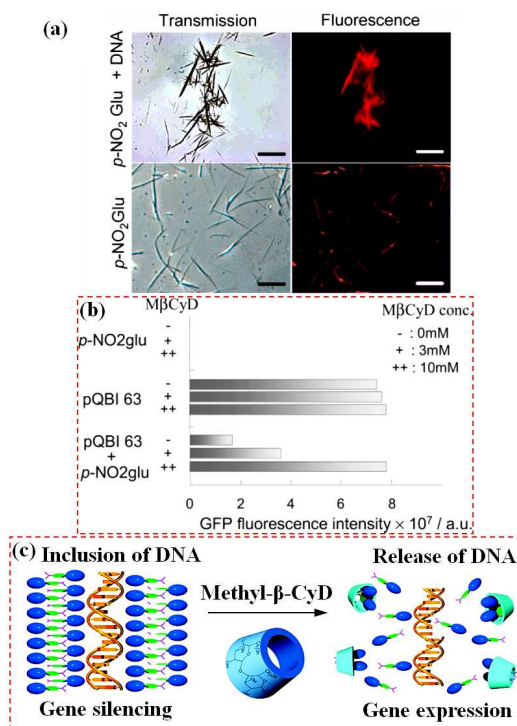 (a)
Transmission
Fluorescence
p-NO2 Glu + DNA
p-NO2Glu
(b)
MβCyD
MβCyD conc.
p-NO2glu
-
+
++
- : 0mM
+ : 3mM
++ : 10mM
pQBI 63
-
+
++
pQBI 63
+
p-NO2glu
-
+
++
0 2 4 6 8
GFP fluorescence intensity × 10⁷ / a.u.
(c)
Inclusion of DNA
Release of DNA
Methyl-β-CyD
Gene silencing
Gene expression